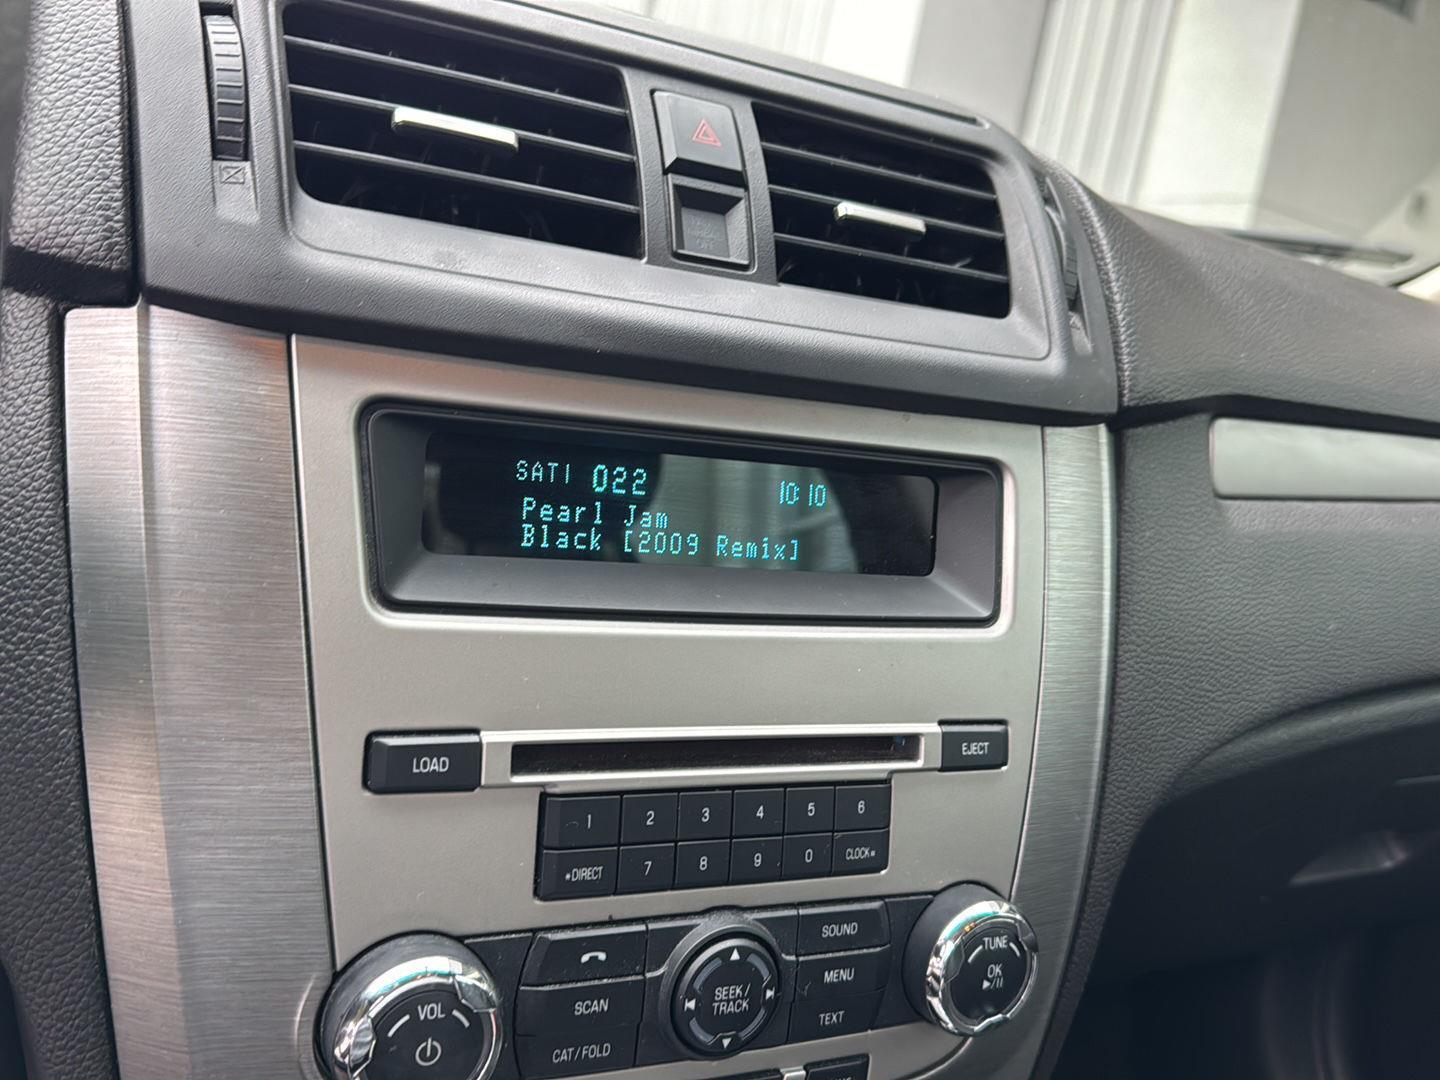 SAT1 022 10:10
Pearl Jam
Black [2009 Remix]
LOAD
EJECT
1 2 3 4 5 6
*DIRECT 7 8 9 0 CLOCK*
SOUND
SEEK/
TRACK
SCAN
MENU
CAT/FOLD
TEXT
VOL
TUNE
OK